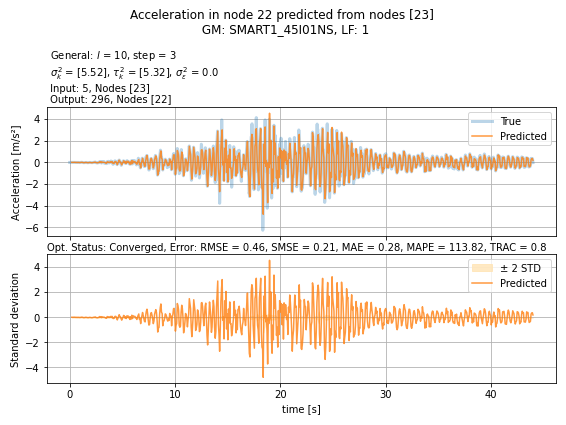 Acceleration in node 22 predicted from nodes [23]
GM: SMART1_45I01NS, LF: 1
General: l = 10, step = 3
σ²ₖ = [5.52], τ²ₖ = [5.32], σ²ε = 0.0
Input: 5, Nodes [23]
Output: 296, Nodes [22]
Acceleration [m/s²]
4
2
0
−2
−4
−6
True
Predicted
Opt. Status: Converged, Error: RMSE = 0.46, SMSE = 0.21, MAE = 0.28, MAPE = 113.82, TRAC = 0.8
Standard deviation
4
2
0
−2
−4
± 2 STD
Predicted
0 10 20 30 40
time [s]